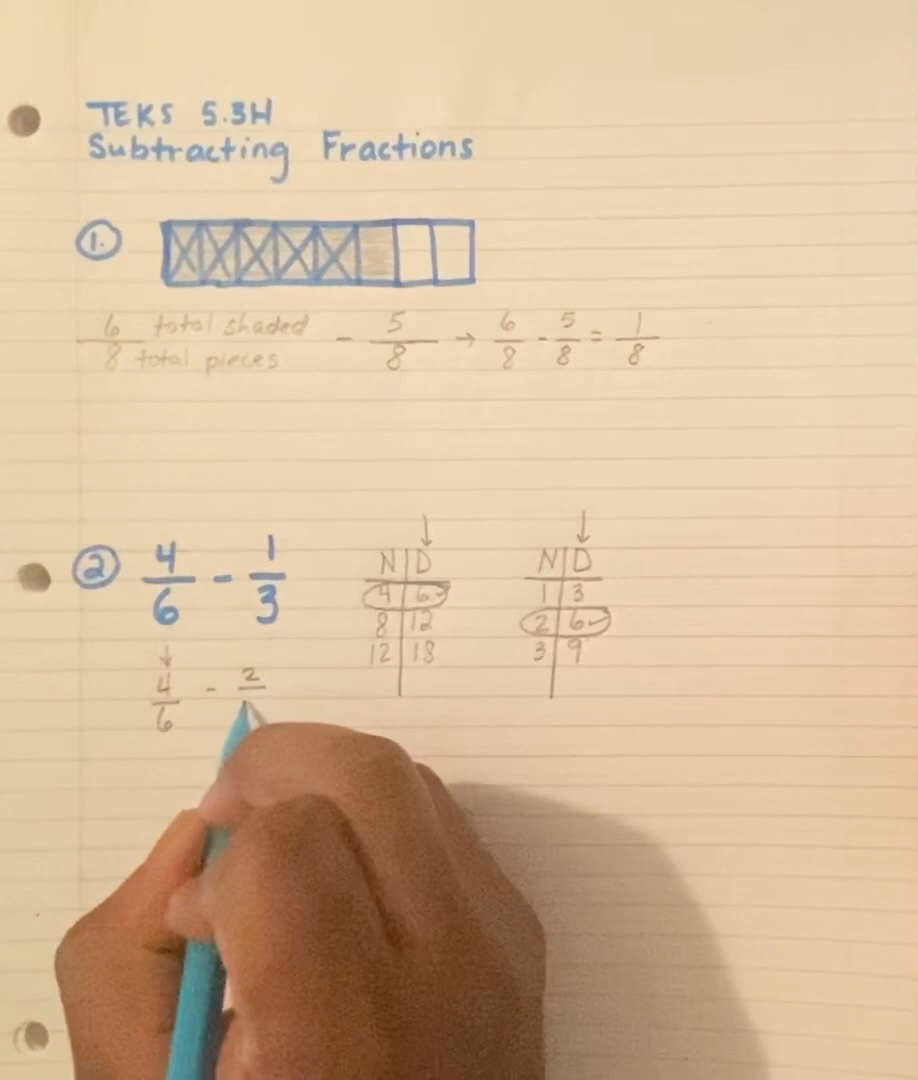 TEKS 5.3H
Subtracting Fractions
1.
6 total shaded - 5 → 6 - 5 = 1
8 total pieces 8 8 8 8
2 4 - 1
6 3
N D
4 6
8 12
12 18
N D
1 3
2 6
3 9
4 - 2
6